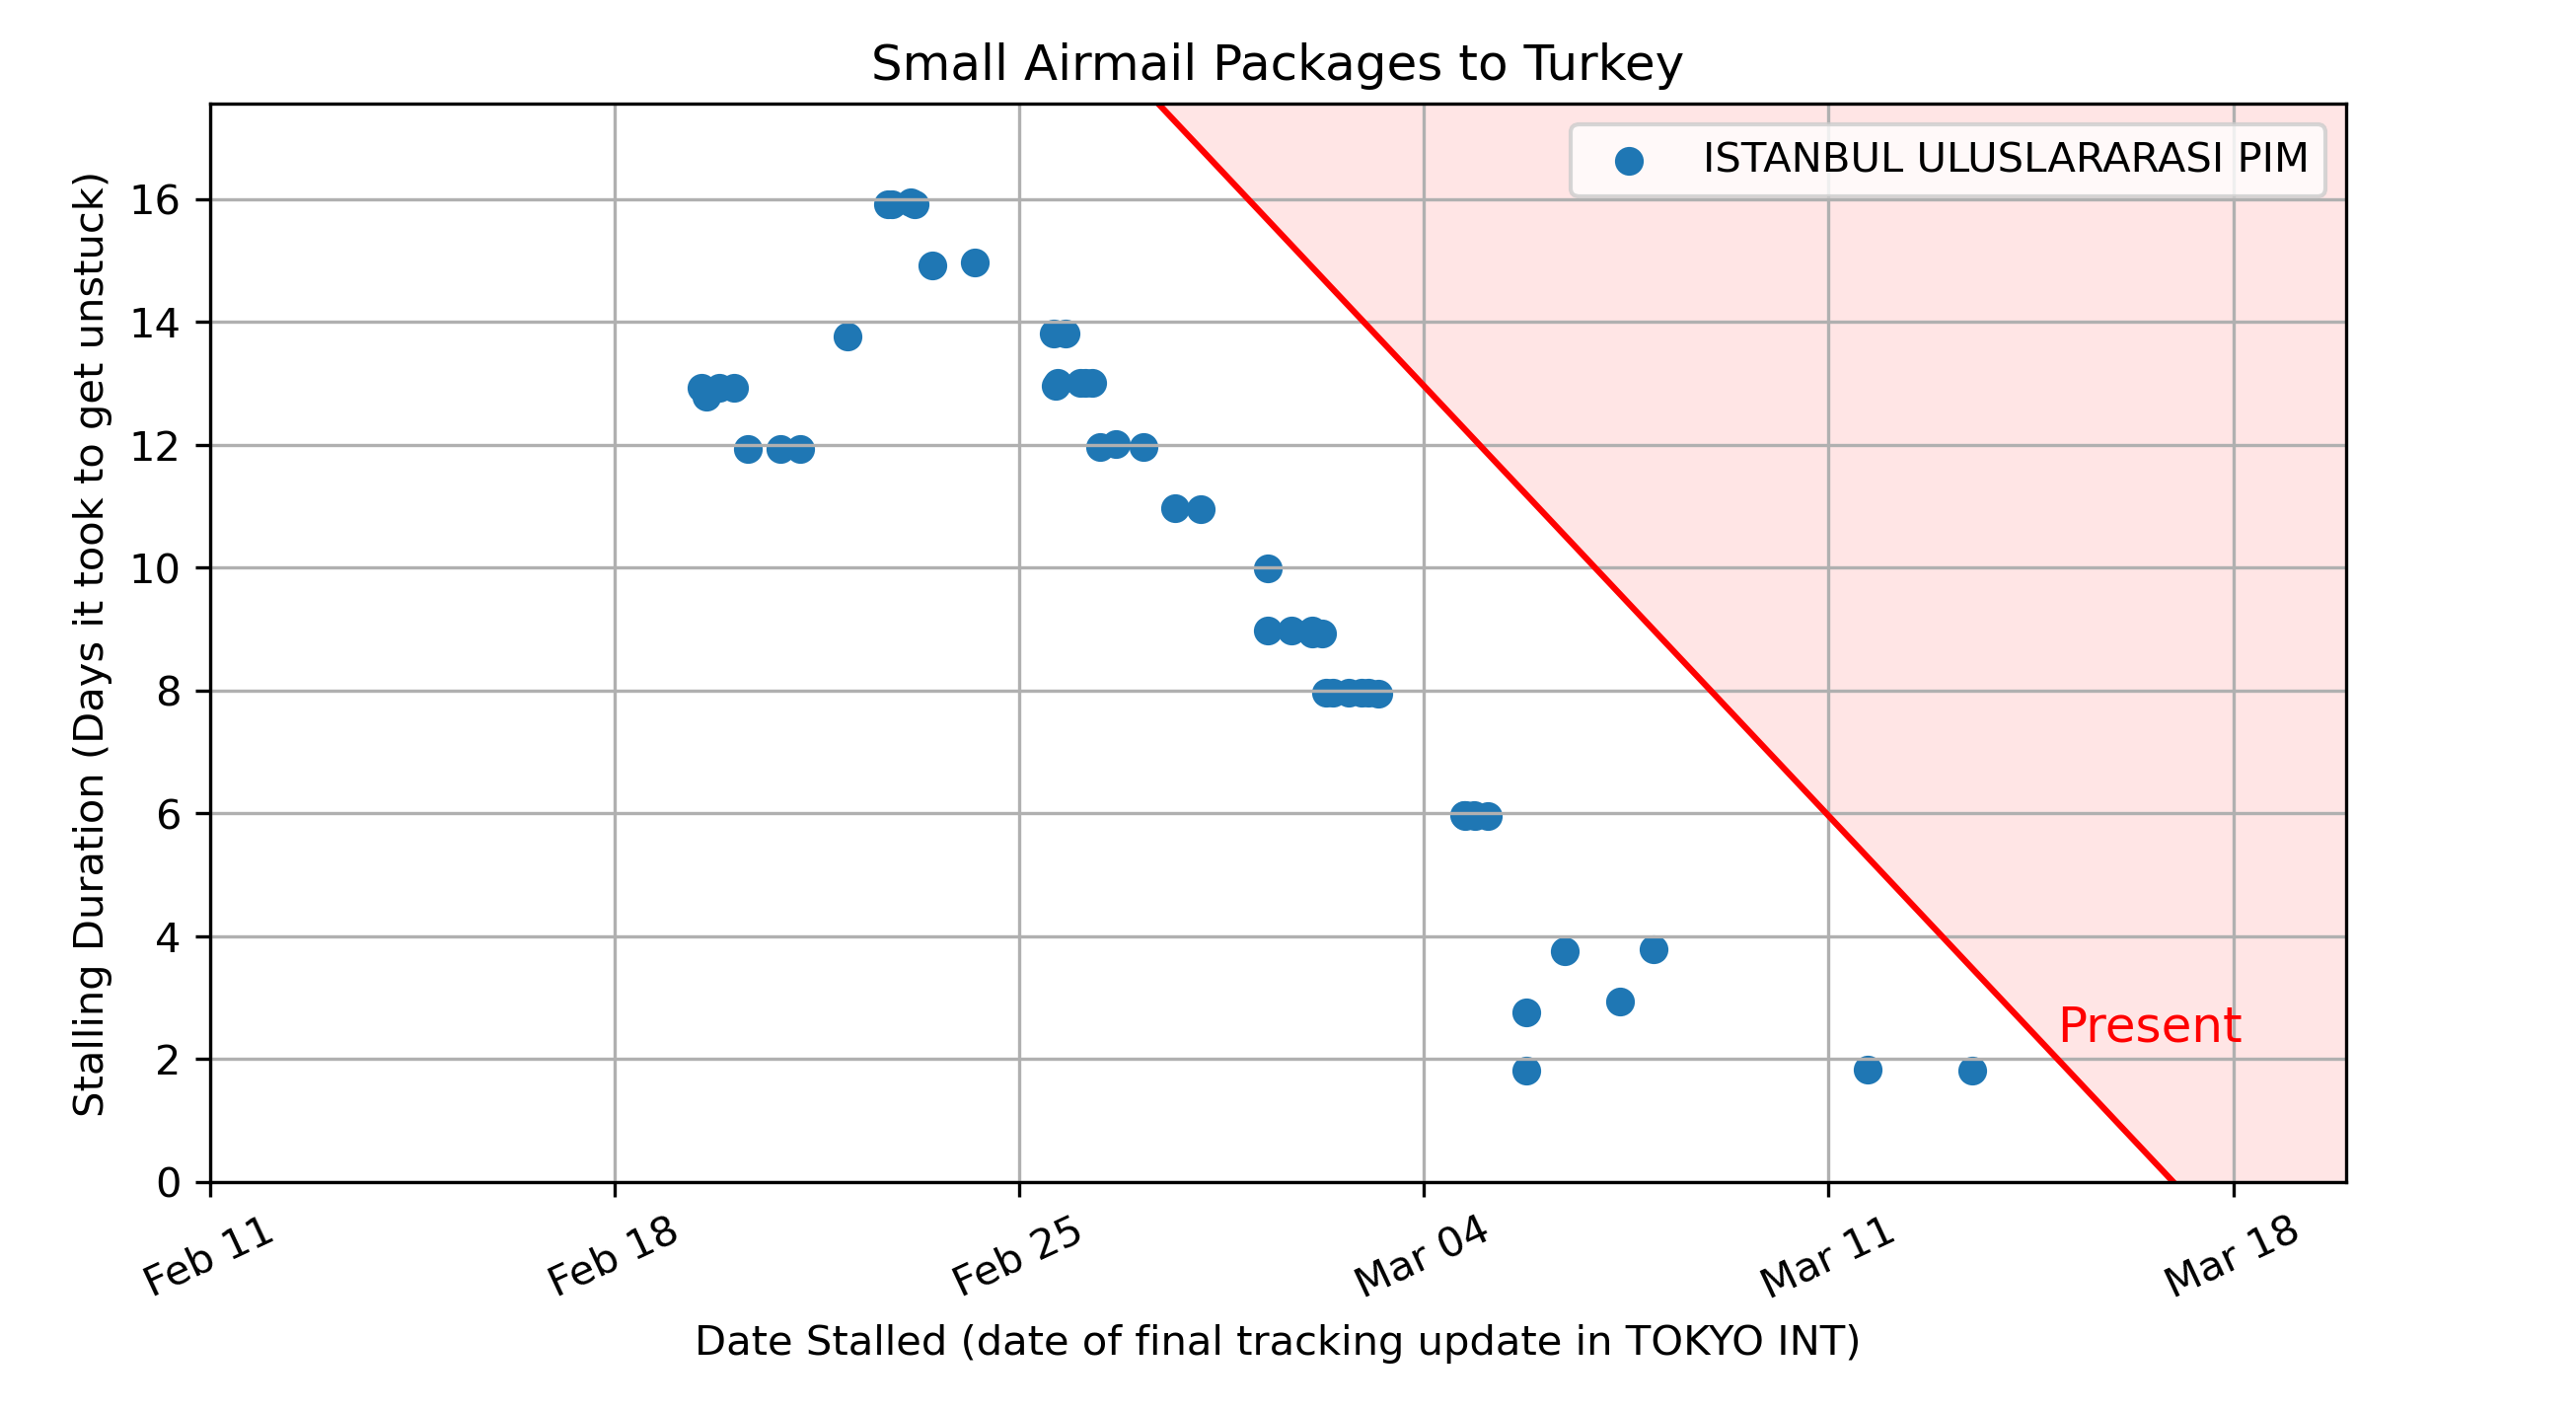 Small Airmail Packages to Turkey
ISTANBUL ULUSLARARASI PIM
Stalling Duration (Days it took to get unstuck)
16
14
12
10
8
6
4
2
0
Present
Feb 11
Feb 18
Feb 25
Mar 04
Mar 11
Mar 18
Date Stalled (date of final tracking update in TOKYO INT)